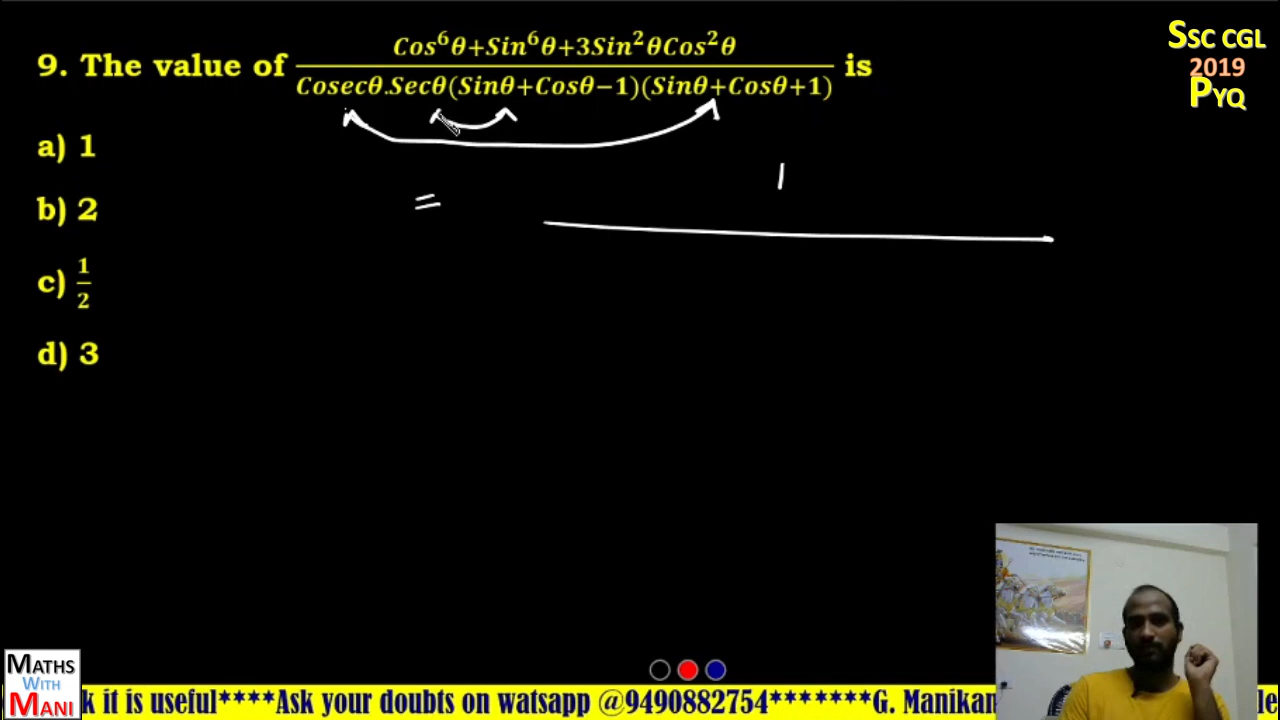 9. The value of Cos⁶θ+Sin⁶θ+3Sin²θCos²θ / Cosecθ.Secθ(Sinθ+Cosθ−1)(Sinθ+Cosθ+1) is
SSC CGL
2019
PYQ
a) 1
b) 2
c) 1/2
d) 3
= 1
MATHS
WITH
MANI
k it is useful****Ask your doubts on watsapp @9490882754*******G. Manikan